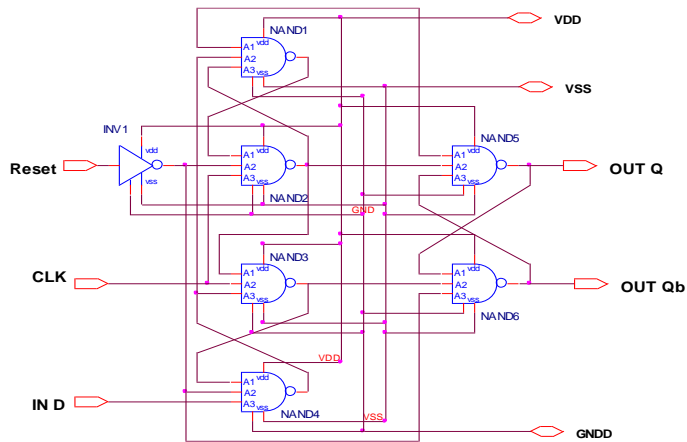 NAND1
VDD
A1 vdd
A2
A3 vss
VSS
INV1
NAND5
vdd
vss
Reset
A1 vdd
A2
A3 vss
A1 vdd
A2
A3 vss
OUT Q
NAND2
GND
NAND3
CLK
A1 vdd
A2
A3 vss
A1 vdd
A2
A3 vss
OUT Qb
NAND6
VDD
A1 vdd
A2
A3 vss
IN D
NAND4
VSS
GNDD